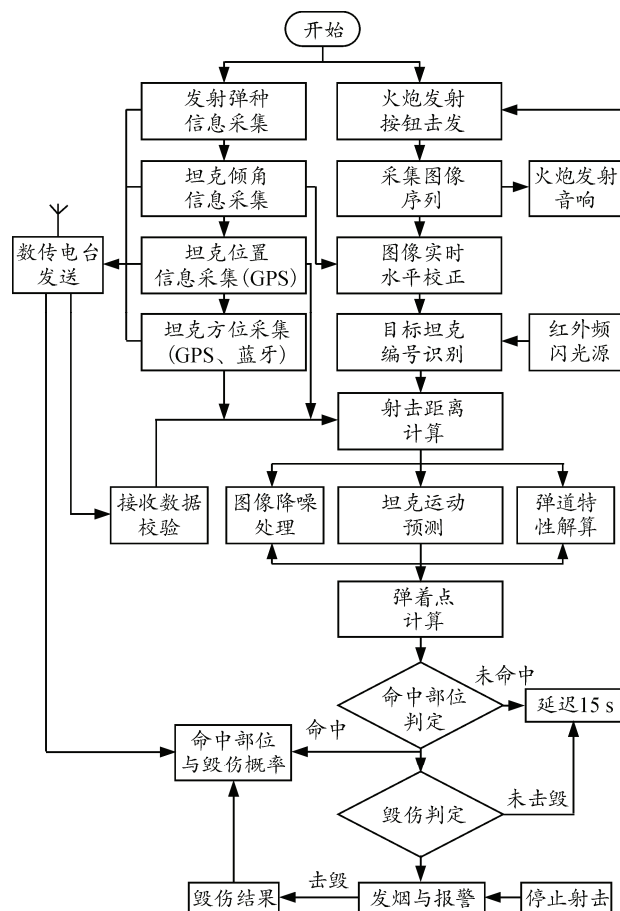 开始
发射弹种
信息采集
火炮发射
按钮击发
坦克倾角
信息采集
采集图像
序列
火炮发射
音响
数传电台
发送
坦克位置
信息采集(GPS)
图像实时
水平校正
坦克方位采集
(GPS、蓝牙)
目标坦克
编号识别
红外频
闪光源
射击距离
计算
接收数据
校验
图像降噪
处理
坦克运动
预测
弹道特
性解算
弹着点
计算
命中部位
判定
未命中
延迟15 s
命中
命中部位
与毁伤概率
毁伤判定
未击毁
击毁
毁伤结果
发烟与报警
停止射击